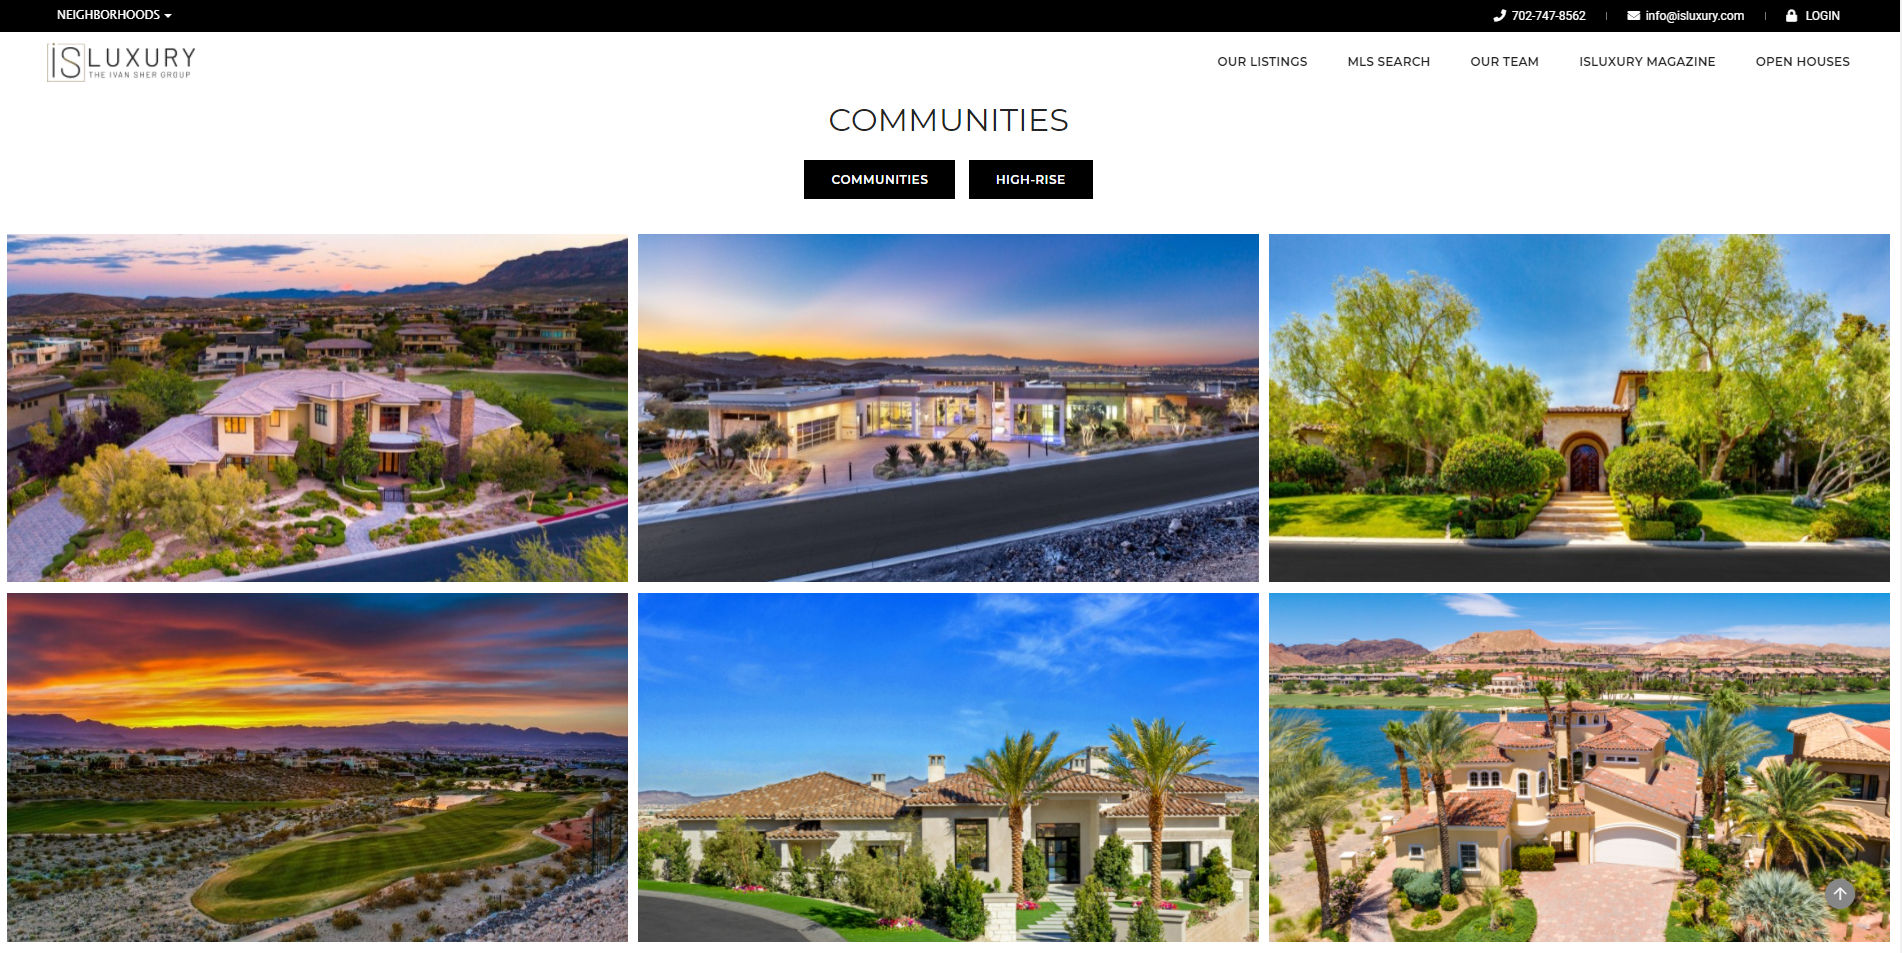 NEIGHBORHOODS
702-747-8562
info@isluxury.com
LOGIN
ISLUXURY
THE IVAN SHER GROUP
OUR LISTINGS
MLS SEARCH
OUR TEAM
ISLUXURY MAGAZINE
OPEN HOUSES
COMMUNITIES
COMMUNITIES
HIGH-RISE